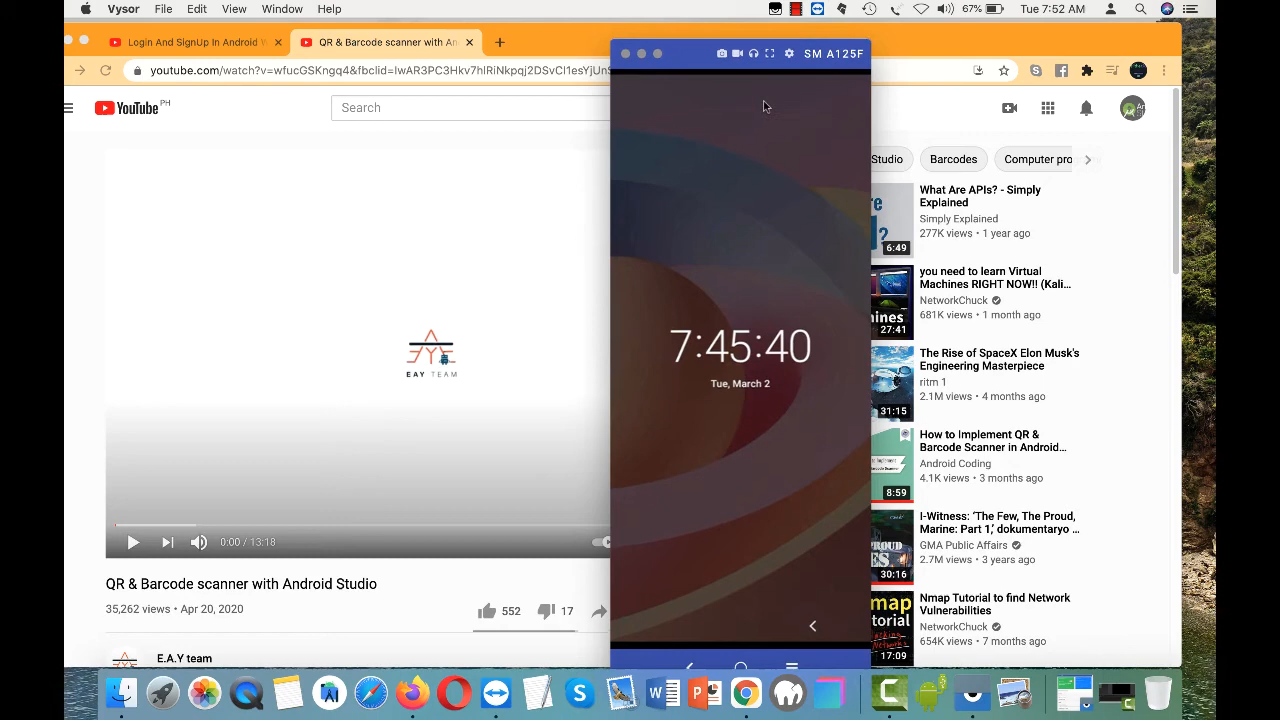 Vysor File Edit View Window Help
67% Tue 7:52 AM
Login And SIgnUp In Android
QR & Barcode scanner with An
SM A125F
youtube.com/watch?v=wfucGSKngq4&fbclid=
YouTube PH
Search
Studio Barcodes Computer pro
7:45:40
Tue, March 2
EAY TEAM
0:00 / 13:18
QR & Barc
anner with Android Studio
35,262 views • Apr 20, 2020
552 17
E.A.Y team
What Are APIs? - Simply
Explained
Simply Explained
277K views • 1 year ago
6:49
you need to learn Virtual
Machines RIGHT NOW!! (Kali...
NetworkChuck
681K views • 1 month ago
27:41
The Rise of SpaceX Elon Musk's
Engineering Masterpiece
ritm 1
2.1M views • 4 months ago
31:15
How to Implement QR &
Barcode Scanner in Android...
Android Coding
4.1K views • 3 months ago
8:59
I-Witness: 'The Few, The Proud,
Marine: Part 1,' dokumentaryo ...
GMA Public Affairs
2.7M views • 3 years ago
30:16
Nmap Tutorial to find Network
Vulnerabilities
NetworkChuck
654K views • 7 months ago
17:09